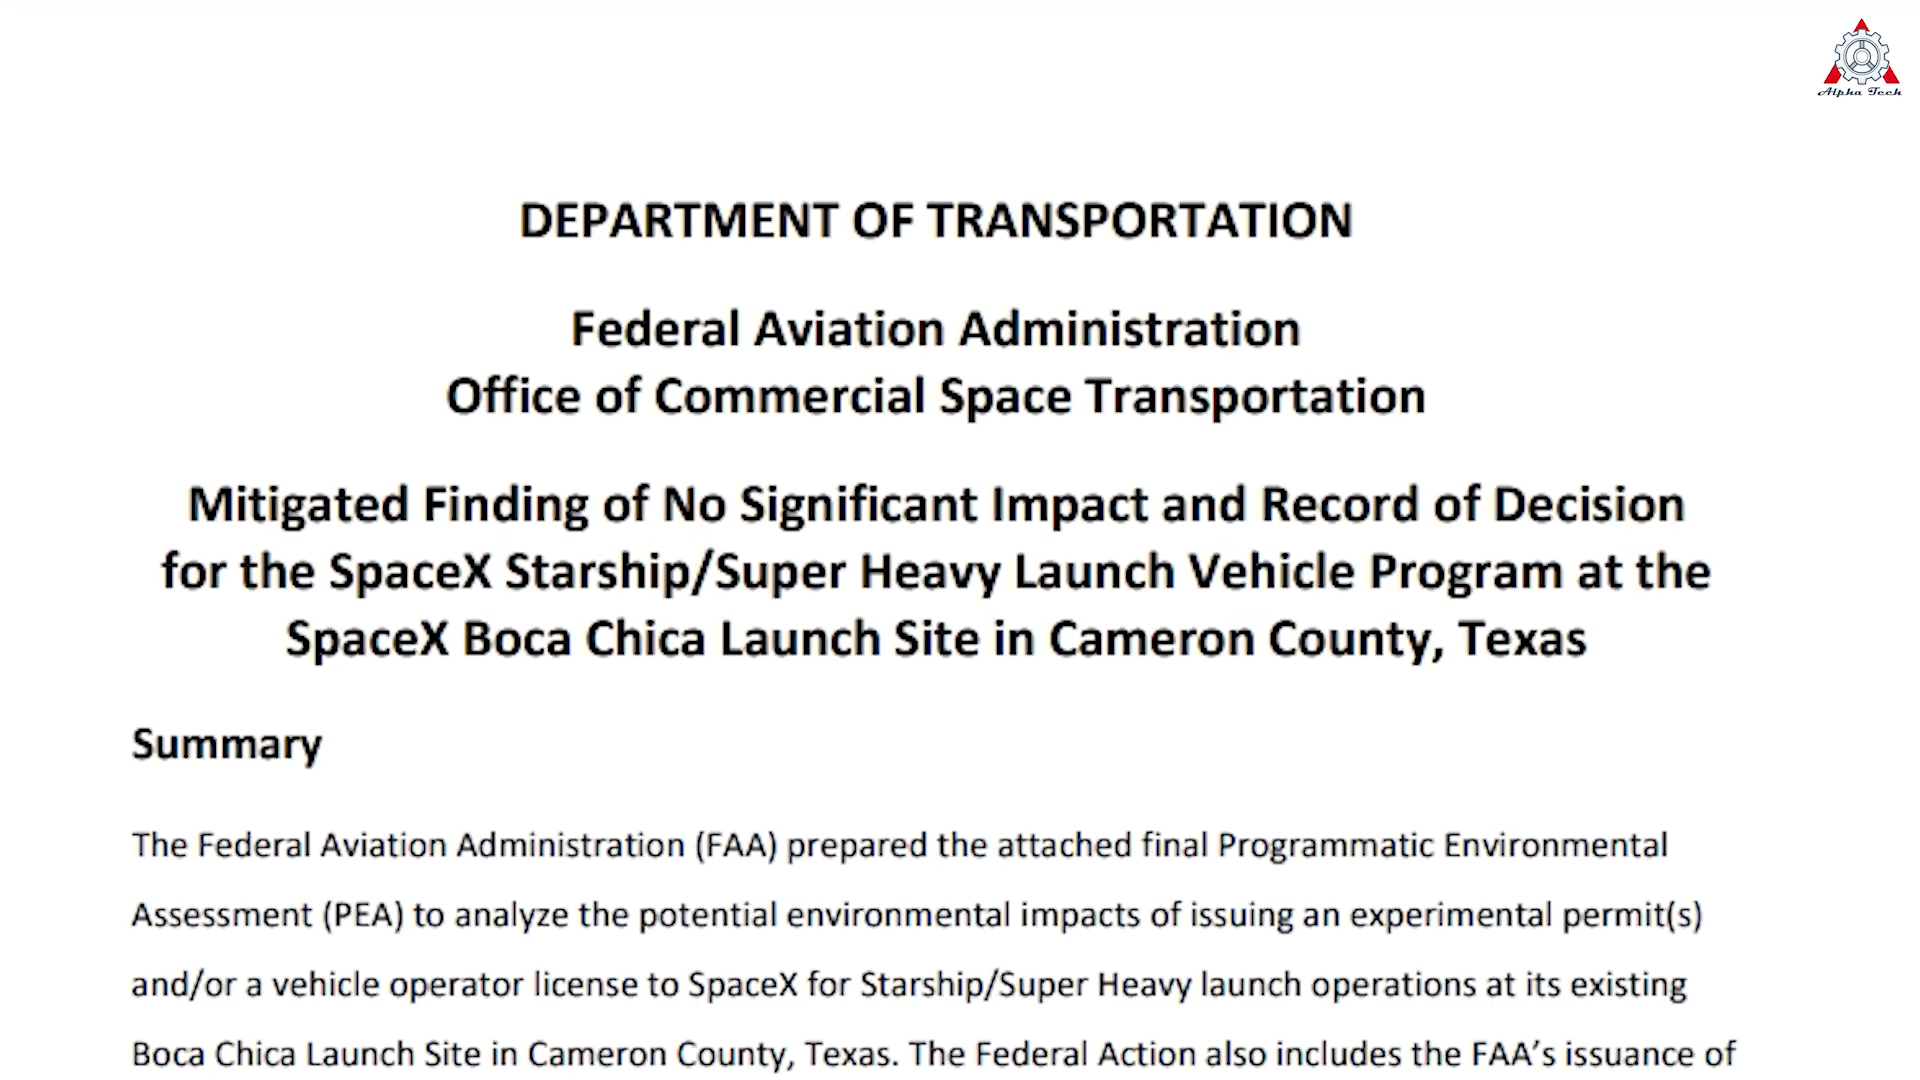 Alpha Tech
DEPARTMENT OF TRANSPORTATION
Federal Aviation Administration
Office of Commercial Space Transportation
Mitigated Finding of No Significant Impact and Record of Decision
for the SpaceX Starship/Super Heavy Launch Vehicle Program at the
SpaceX Boca Chica Launch Site in Cameron County, Texas
Summary
The Federal Aviation Administration (FAA) prepared the attached final Programmatic Environmental
Assessment (PEA) to analyze the potential environmental impacts of issuing an experimental permit(s)
and/or a vehicle operator license to SpaceX for Starship/Super Heavy launch operations at its existing
Boca Chica Launch Site in Cameron County, Texas. The Federal Action also includes the FAA’s issuance of